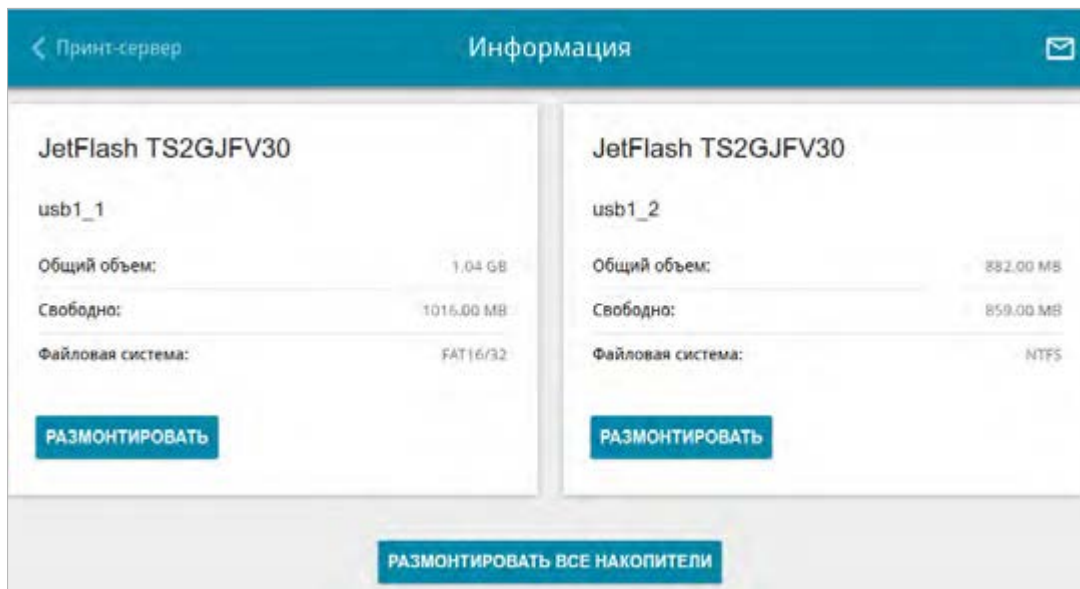 Принт-сервер
Информация
JetFlash TS2GJFV30
usb1_1
Общий объем: 1.04 GB
Свободно: 1016.00 MB
Файловая система: FAT16/32
РАЗМОНТИРОВАТЬ
JetFlash TS2GJFV30
usb1_2
Общий объем: 882.00 MB
Свободно: 859.00 MB
Файловая система: NTFS
РАЗМОНТИРОВАТЬ
РАЗМОНТИРОВАТЬ ВСЕ НАКОПИТЕЛИ